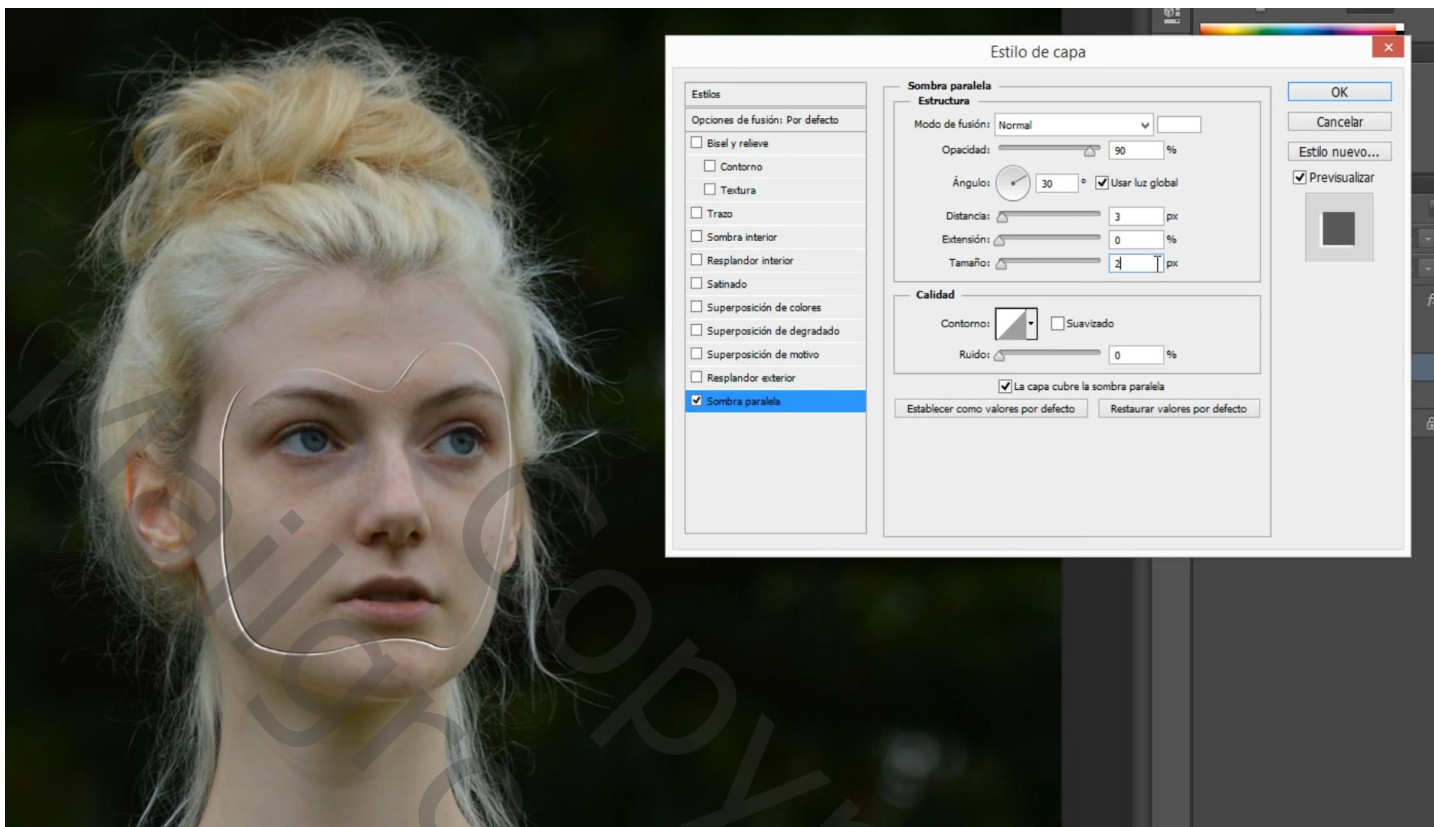 Estilo de capa
Estilos
Opciones de fusión: Por defecto
Bisel y relieve
Contorno
Textura
Trazo
Sombra interior
Resplandor interior
Satinado
Superposición de colores
Superposición de degradado
Superposición de motivo
Resplandor exterior
Sombra paralela
Sombra paralela
Estructura
Modo de fusión: Normal
Opacidad: 90 %
Ángulo: 30 ° Usar luz global
Distancia: 3 px
Extensión: 0 %
Tamaño: 2 px
Calidad
Contorno: Suavizado
Ruido: 0 %
La capa cubre la sombra paralela
Establecer como valores por defecto Restaurar valores por defecto
OK
Cancelar
Estilo nuevo...
Previsualizar